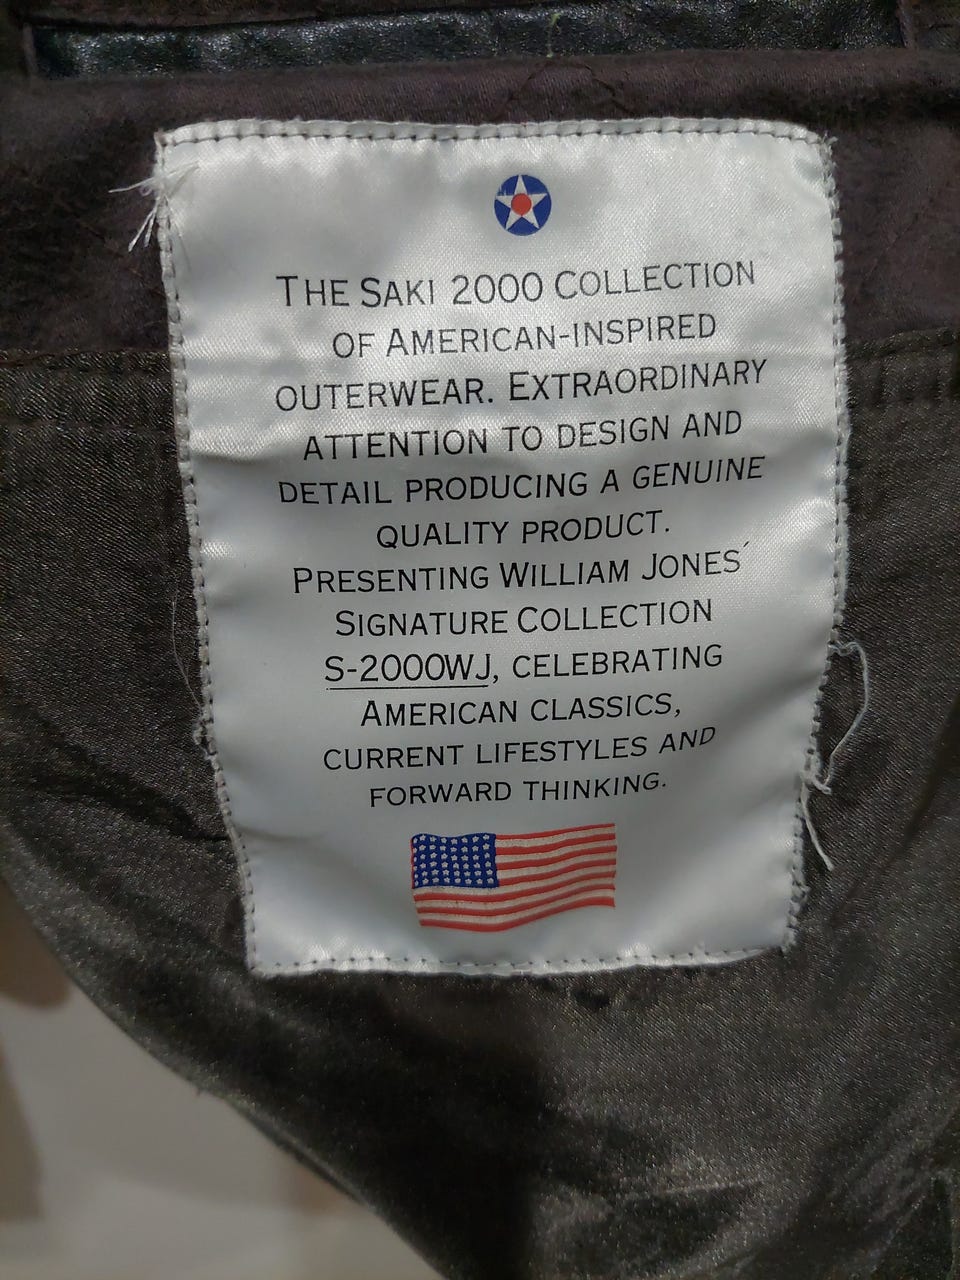 THE SAKI 2000 COLLECTION
OF AMERICAN-INSPIRED
OUTERWEAR. EXTRAORDINARY
ATTENTION TO DESIGN AND
DETAIL PRODUCING A GENUINE
QUALITY PRODUCT.
PRESENTING WILLIAM JONES´
SIGNATURE COLLECTION
S-2000WJ, CELEBRATING
AMERICAN CLASSICS,
CURRENT LIFESTYLES AND
FORWARD THINKING.